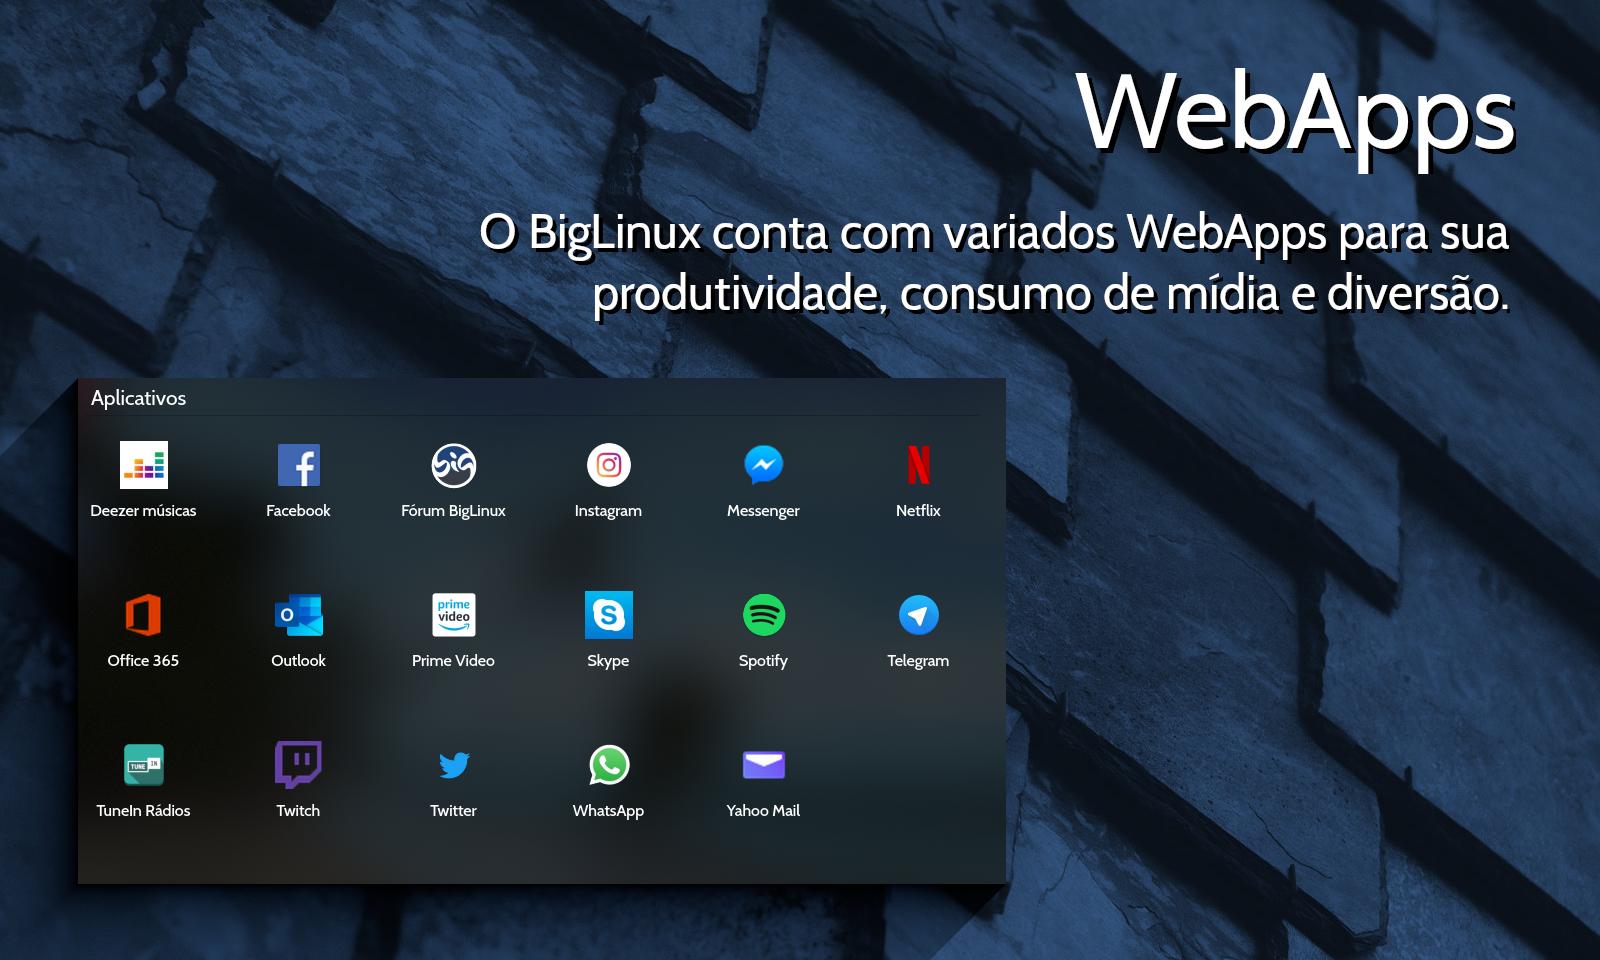 WebApps
O BigLinux conta com variados WebApps para sua
produtividade, consumo de mídia e diversão.
Aplicativos
big
prime
video
Deezer músicas
Facebook
Fórum BigLinux
Instagram
Messenger
Netflix
O
S
Office 365
Outlook
Prime Video
Skype
Spotify
Telegram
TUNE IN
TuneIn Rádios
Twitch
Twitter
WhatsApp
Yahoo Mail